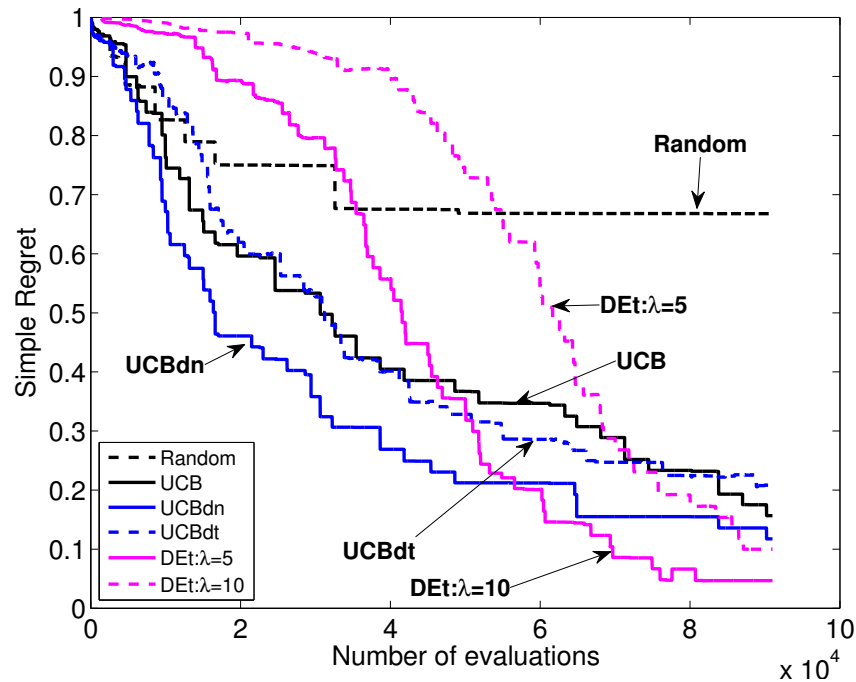 1
0.9
0.8
0.7
0.6
0.5
0.4
0.3
0.2
0.1
0
Simple Regret
Random
DEt:λ=5
UCB
UCBdn
UCBdt
DEt:λ=10
Random
UCB
UCBdn
UCBdt
DEt:λ=5
DEt:λ=10
0 2 4 6 8 10
Number of evaluations
x 10^4